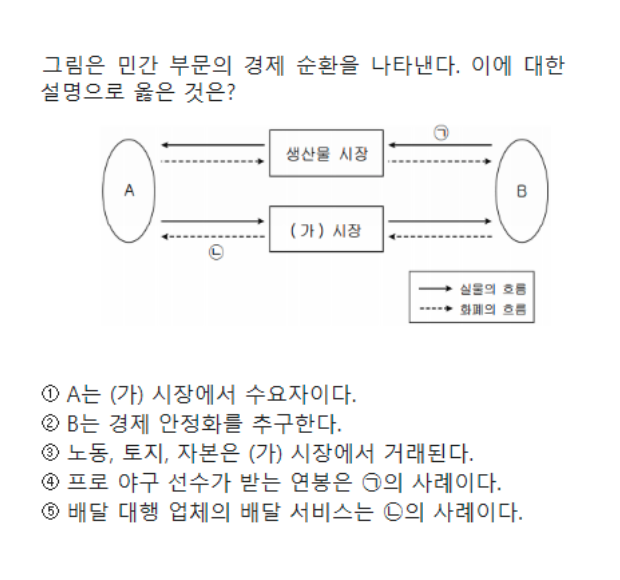 그림은 민간 부문의 경제 순환을 나타낸다. 이에 대한
설명으로 옳은 것은?
㉠
생산물 시장
A
B
(가) 시장
㉡
실물의 흐름
화폐의 흐름
① A는 (가) 시장에서 수요자이다.
② B는 경제 안정화를 추구한다.
③ 노동, 토지, 자본은 (가) 시장에서 거래된다.
④ 프로 야구 선수가 받는 연봉은 ㉠의 사례이다.
⑤ 배달 대행 업체의 배달 서비스는 ㉡의 사례이다.